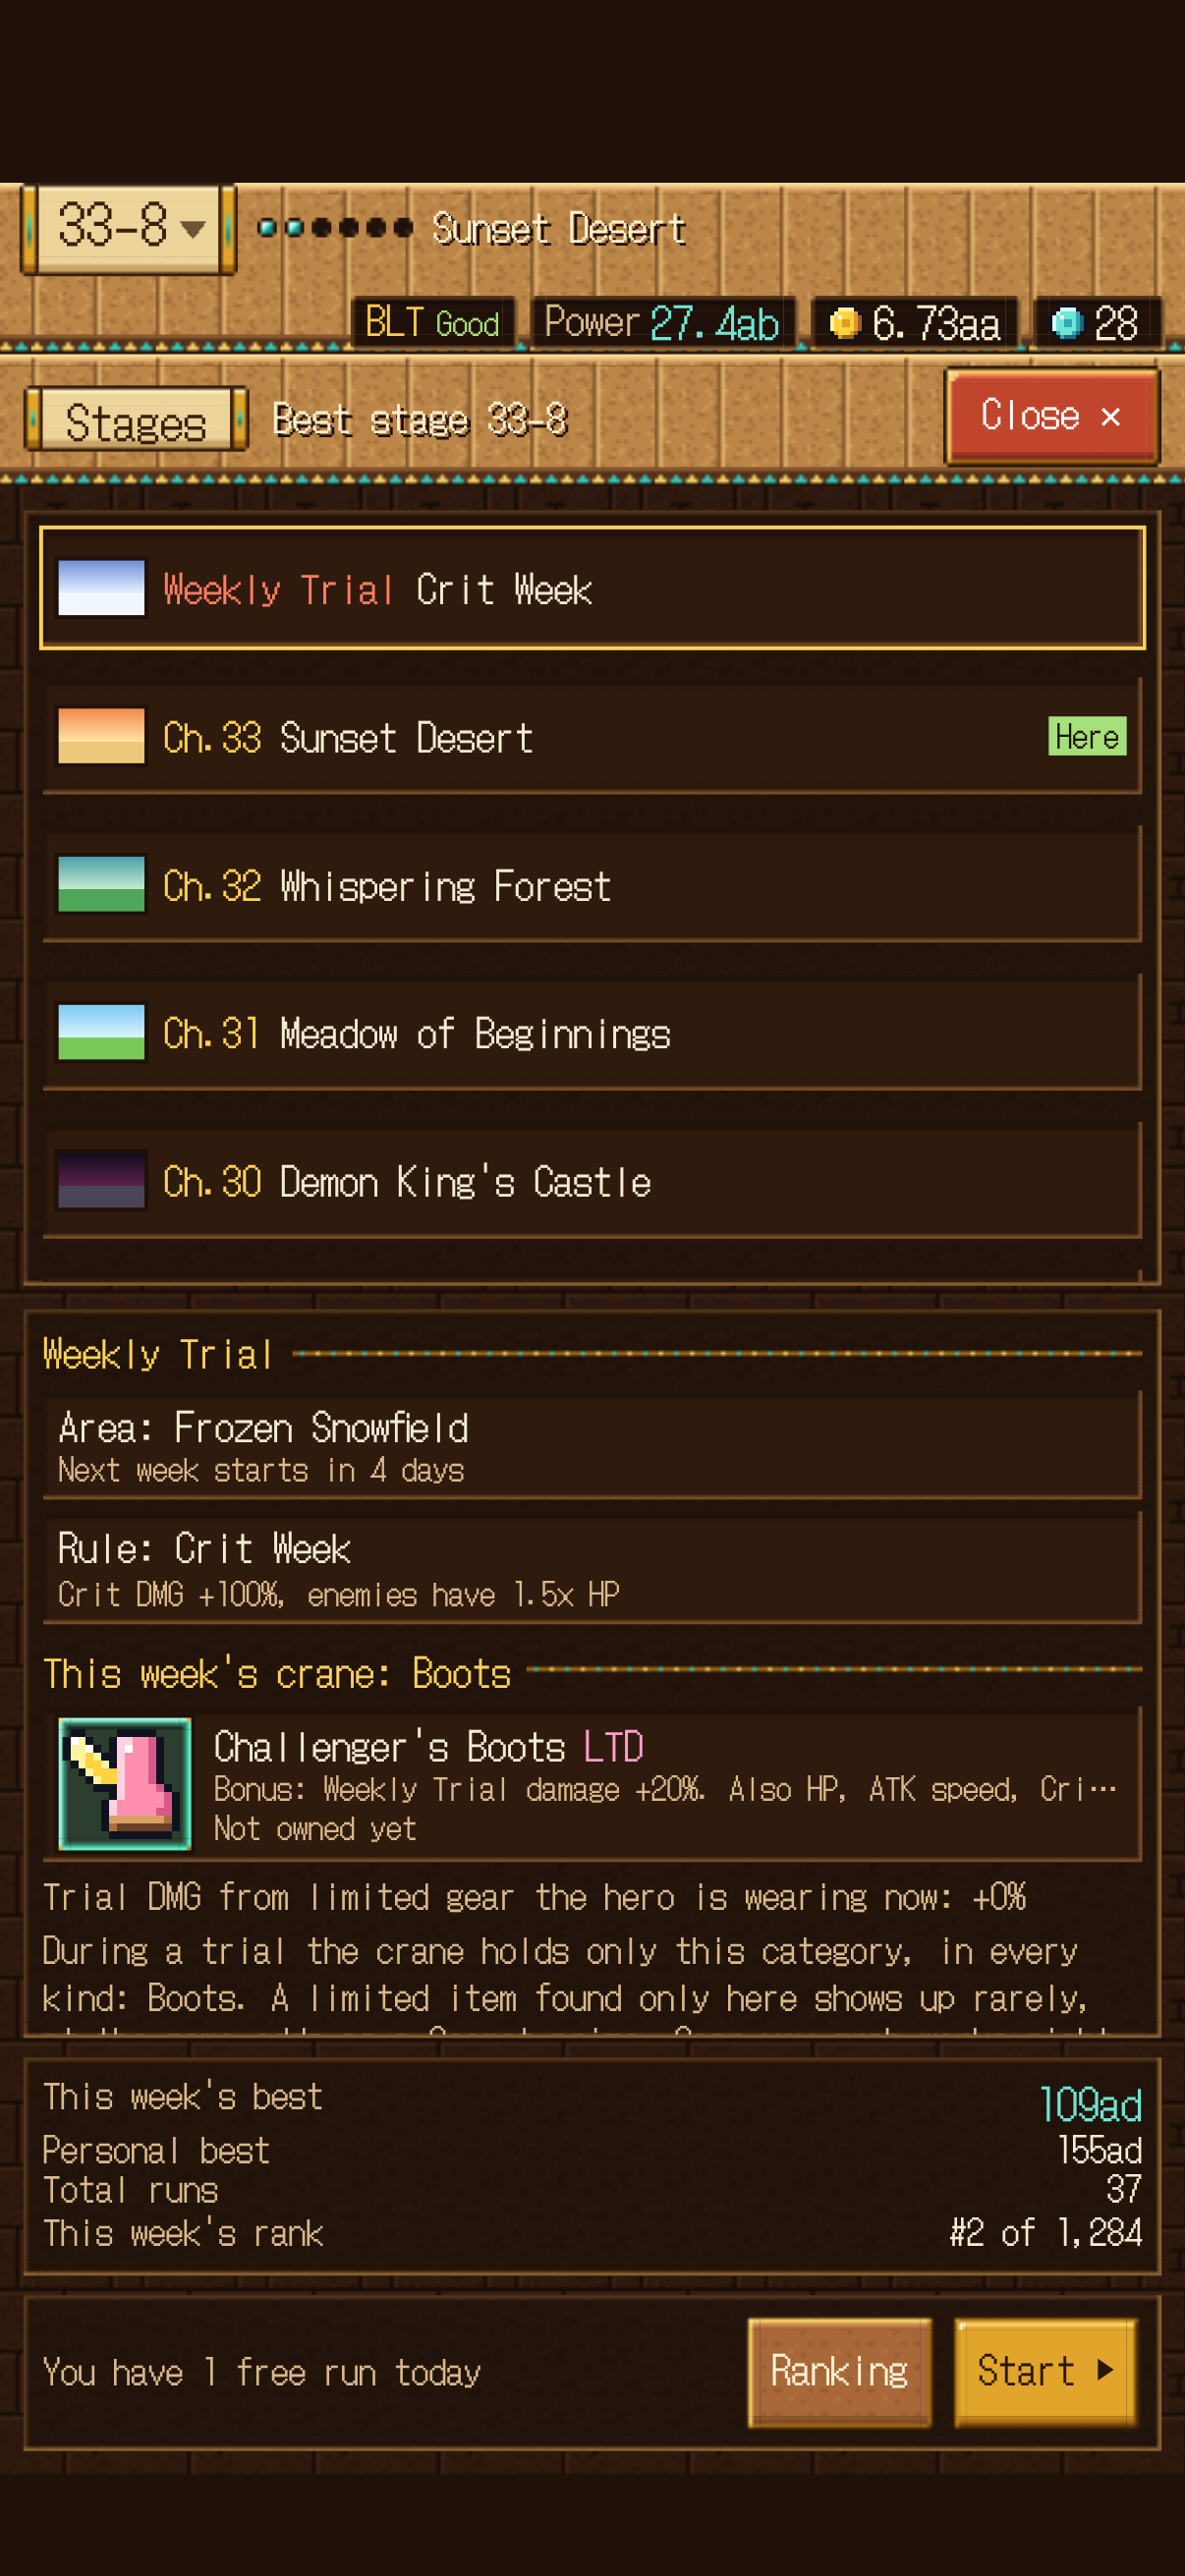 33-8
Sunset Desert
BLT Good
Power 27.4ab
6.73aa
28
Stages
Best stage 33-8
Close ×
Weekly Trial Crit Week
Ch.33 Sunset Desert
Here
Ch.32 Whispering Forest
Ch.31 Meadow of Beginnings
Ch.30 Demon King's Castle
Weekly Trial
Area: Frozen Snowfield
Next week starts in 4 days
Rule: Crit Week
Crit DMG +100%, enemies have 1.5x HP
This week's crane: Boots
Challenger's Boots LTD
Bonus: Weekly Trial damage +20%. Also HP, ATK speed, Cri…
Not owned yet
Trial DMG from limited gear the hero is wearing now: +0%
During a trial the crane holds only this category, in every
kind: Boots. A limited item found only here shows up rarely,
This week's best 109ad
Personal best 155ad
Total runs 37
This week's rank #2 of 1,284
You have 1 free run today
Ranking
Start